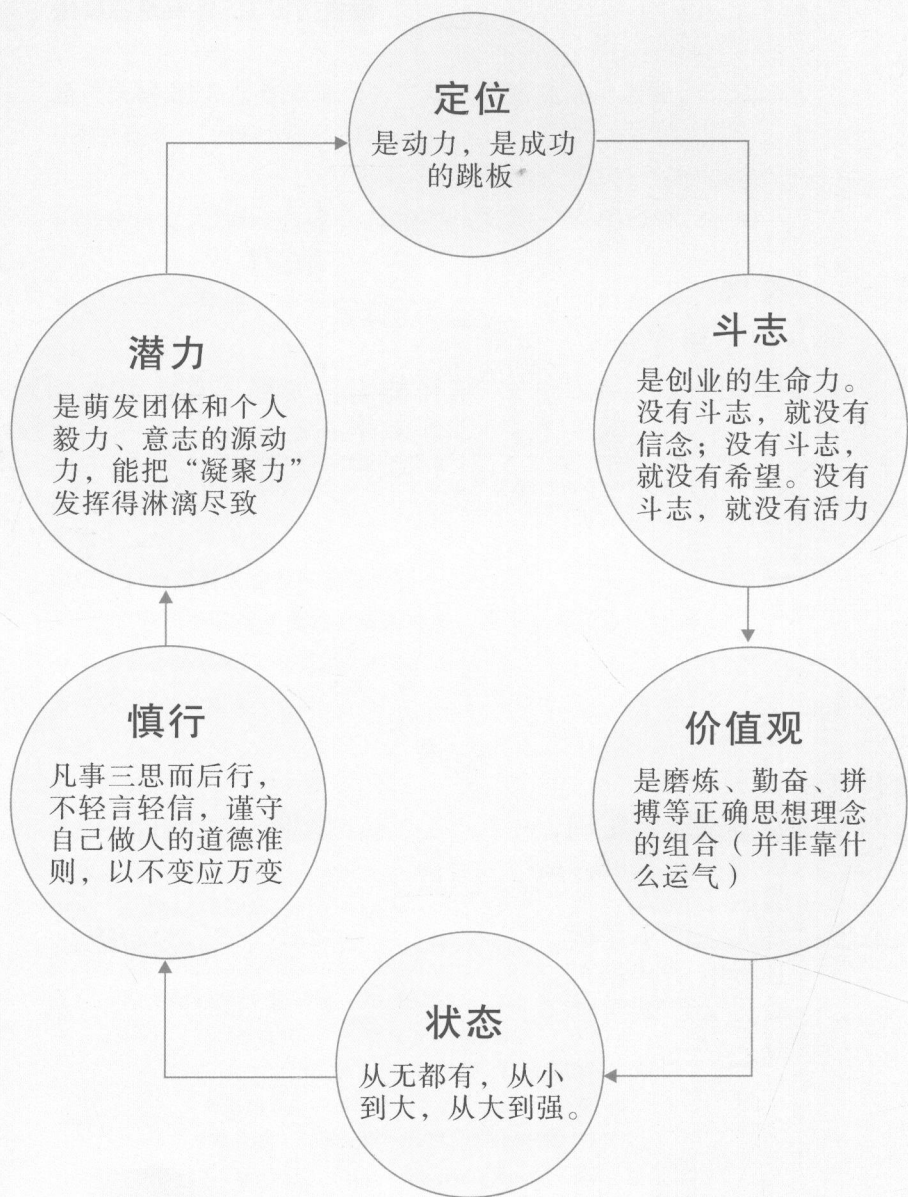 定位
是动力，是成功
的跳板
斗志
是创业的生命力。
没有斗志，就没有
信念；没有斗志，
就没有希望。没有
斗志，就没有活力
价值观
是磨炼、勤奋、拼
搏等正确思想理念
的组合（并非靠什
么运气）
状态
从无都有，从小
到大，从大到强。
慎行
凡事三思而后行，
不轻言轻信，谨守
自己做人的道德准
则，以不变应万变
潜力
是萌发团体和个人
毅力、意志的源动
力，能把“凝聚力”
发挥得淋漓尽致